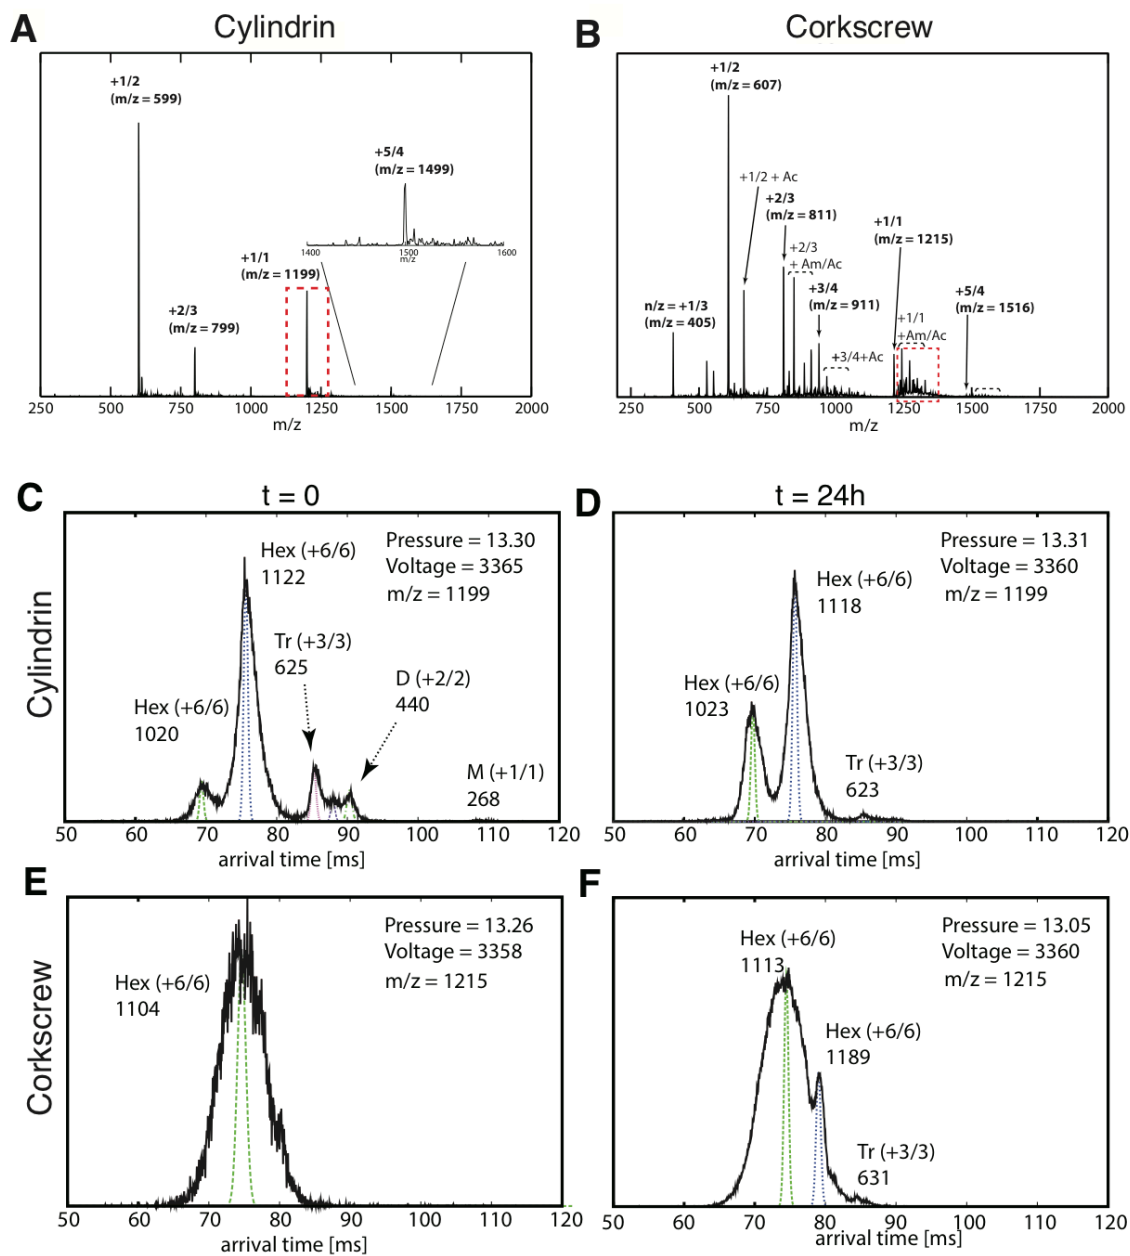 A
Cylindrin
+1/2
(m/z = 599)
+5/4
(m/z = 1499)
1400
1500
1600
m/z
+1/1
(m/z = 1199)
+2/3
(m/z = 799)
250
500
750
1000
1250
1500
1750
2000
m/z
B
Corkscrew
+1/2
(m/z = 607)
+1/2 + Ac
+2/3
(m/z = 811)
+2/3
+ Am/Ac
+1/1
(m/z = 1215)
n/z = +1/3
(m/z = 405)
+3/4
(m/z = 911)
+5/4
(m/z = 1516)
+1/1
+Am/Ac
+3/4+Ac
250
500
750
1000
1250
1500
1750
2000
m/z
C
t = 0
Cylindrin
Hex (+6/6)
1122
Pressure = 13.30
Voltage = 3365
m/z = 1199
Tr (+3/3)
625
D (+2/2)
440
Hex (+6/6)
1020
M (+1/1)
268
50
60
70
80
90
100
110
120
arrival time [ms]
D
t = 24h
Pressure = 13.31
Voltage = 3360
m/z = 1199
Hex (+6/6)
1118
Hex (+6/6)
1023
Tr (+3/3)
623
50
60
70
80
90
100
110
120
arrival time [ms]
E
Corkscrew
Pressure = 13.26
Voltage = 3358
m/z = 1215
Hex (+6/6)
1104
50
60
70
80
90
100
110
120
arrival time [ms]
F
Pressure = 13.05
Voltage = 3360
m/z = 1215
Hex (+6/6)
1113
Hex (+6/6)
1189
Tr (+3/3)
631
50
60
70
80
90
100
110
120
arrival time [ms]